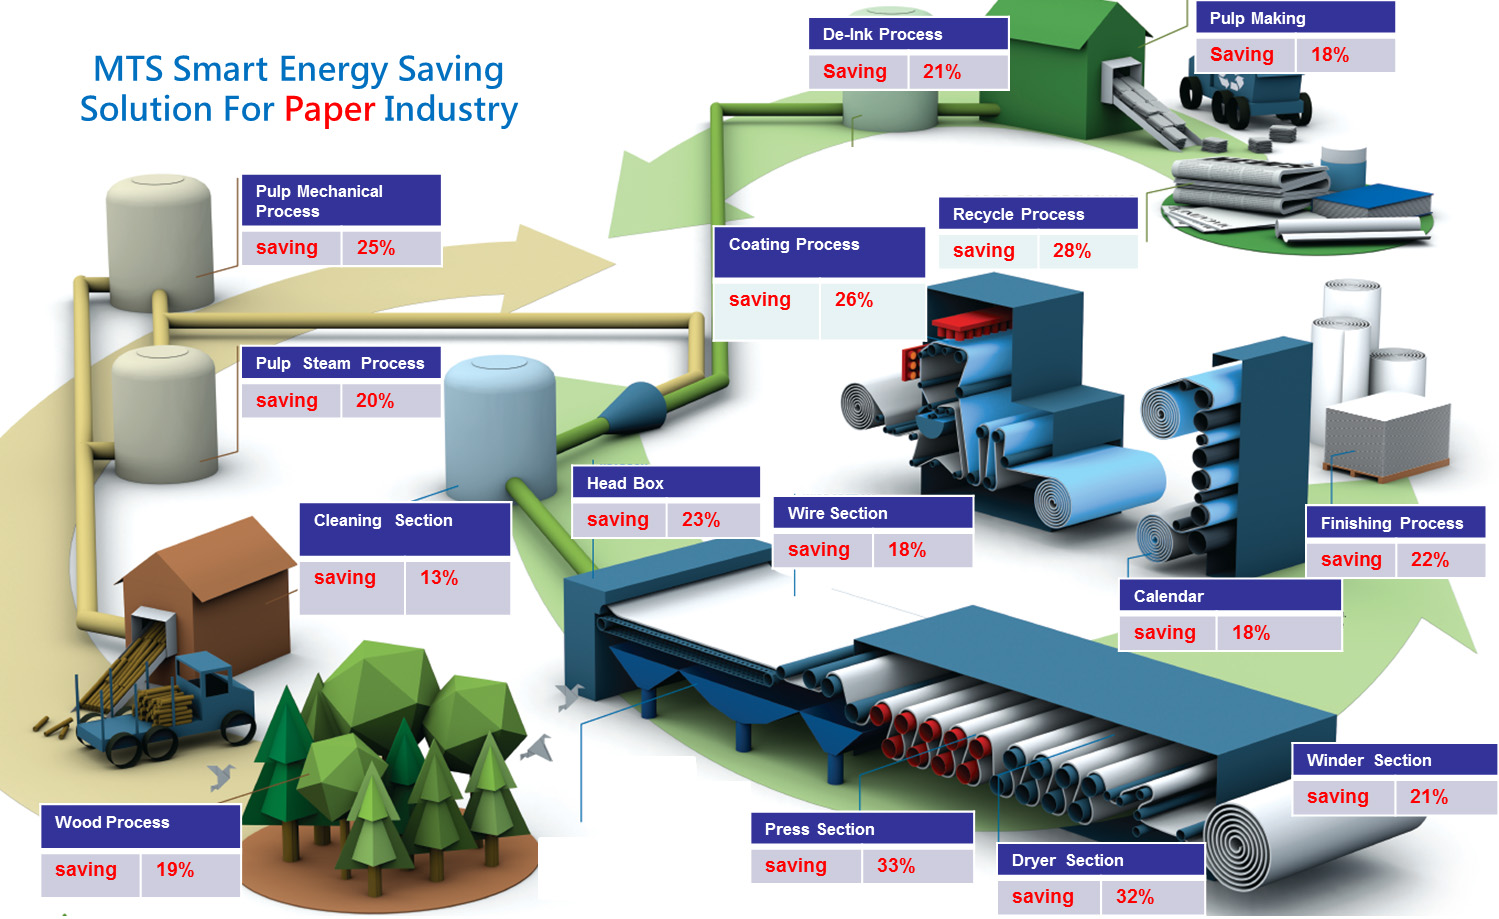 MTS Smart Energy Saving
Solution For Paper Industry
De-Ink Process
Saving 21%
Pulp Making
Saving 18%
Pulp Mechanical
Process
saving 25%
Recycle Process
saving 28%
Coating Process
saving 26%
Pulp Steam Process
saving 20%
Head Box
saving 23%
Wire Section
saving 18%
Cleaning Section
saving 13%
Finishing Process
saving 22%
Calendar
saving 18%
Winder Section
saving 21%
Wood Process
saving 19%
Press Section
saving 33%
Dryer Section
saving 32%